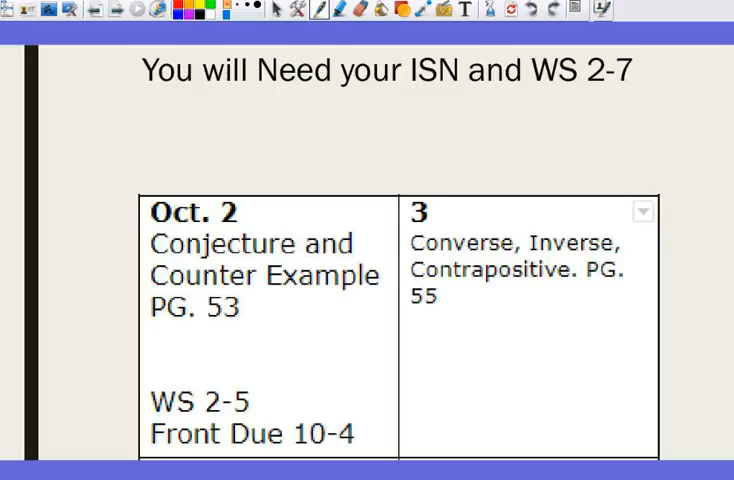 You will Need your ISN and WS 2-7
Oct. 2
Conjecture and
Counter Example
PG. 53
WS 2-5
Front Due 10-4
3
Converse, Inverse,
Contrapositive. PG.
55